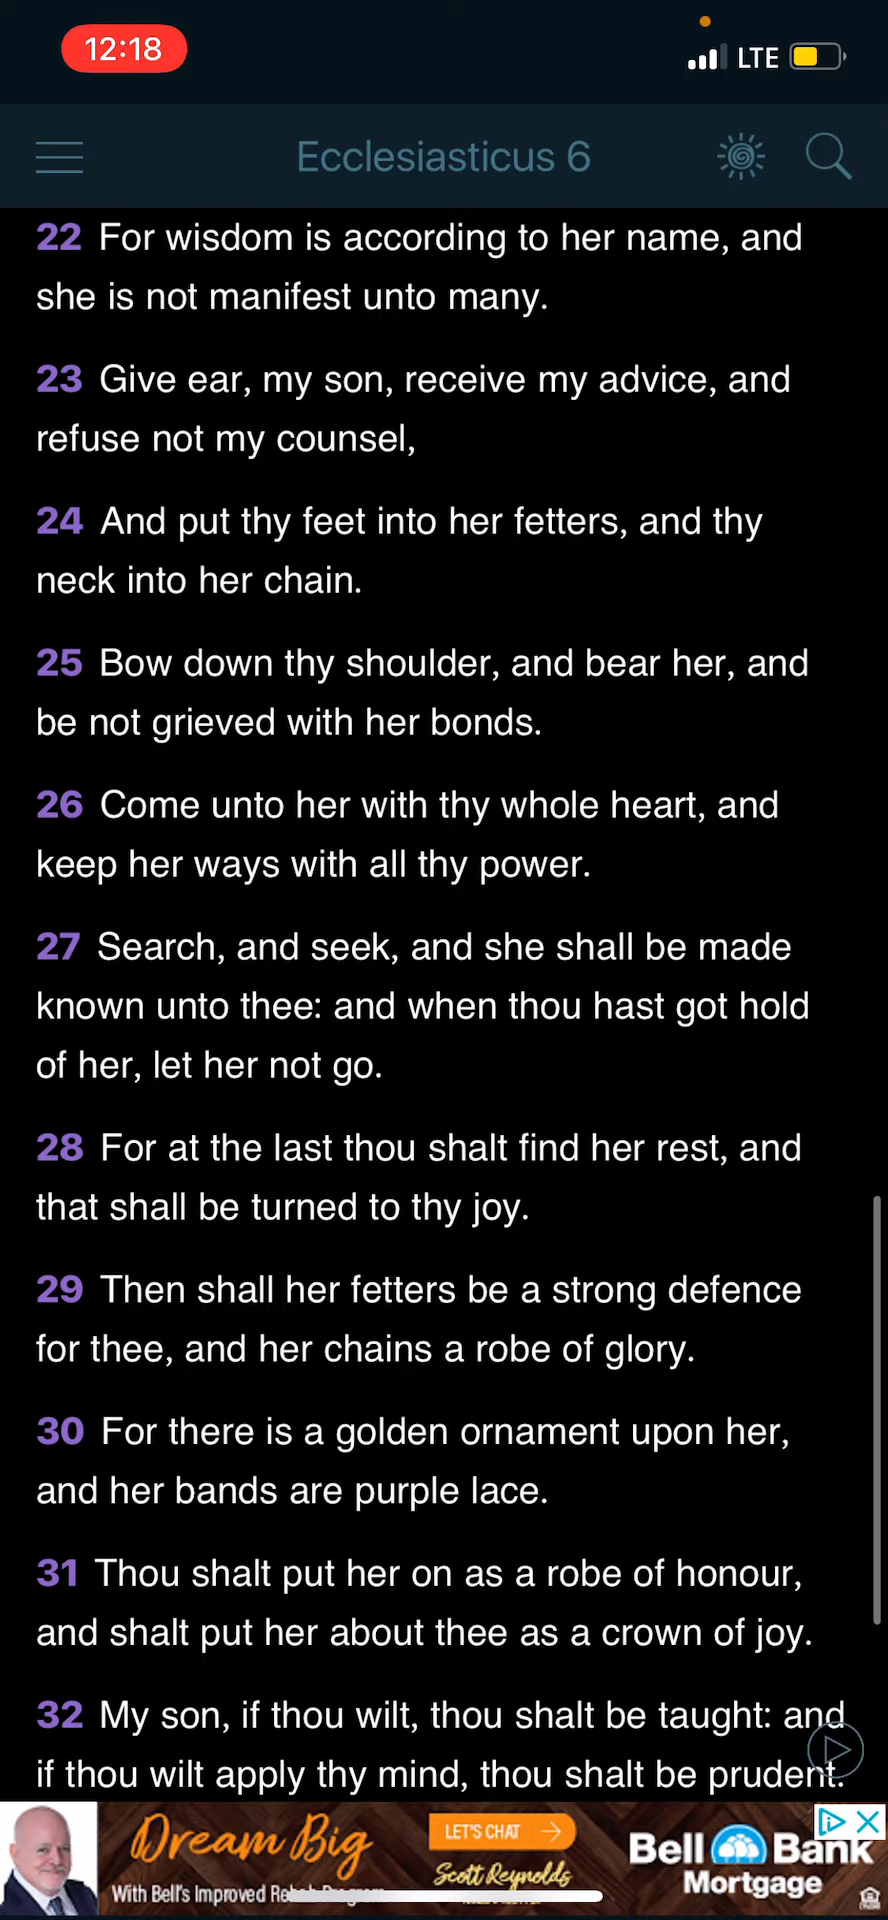 12:18
LTE
Ecclesiasticus 6
22 For wisdom is according to her name, and
she is not manifest unto many.
23 Give ear, my son, receive my advice, and
refuse not my counsel,
24 And put thy feet into her fetters, and thy
neck into her chain.
25 Bow down thy shoulder, and bear her, and
be not grieved with her bonds.
26 Come unto her with thy whole heart, and
keep her ways with all thy power.
27 Search, and seek, and she shall be made
known unto thee: and when thou hast got hold
of her, let her not go.
28 For at the last thou shalt find her rest, and
that shall be turned to thy joy.
29 Then shall her fetters be a strong defence
for thee, and her chains a robe of glory.
30 For there is a golden ornament upon her,
and her bands are purple lace.
31 Thou shalt put her on as a robe of honour,
and shalt put her about thee as a crown of joy.
32 My son, if thou wilt, thou shalt be taught: and
if thou wilt apply thy mind, thou shalt be prudent.
Dream Big
With Bell's Improved
LET'S CHAT
Scott Reynolds
Bell Bank
Mortgage